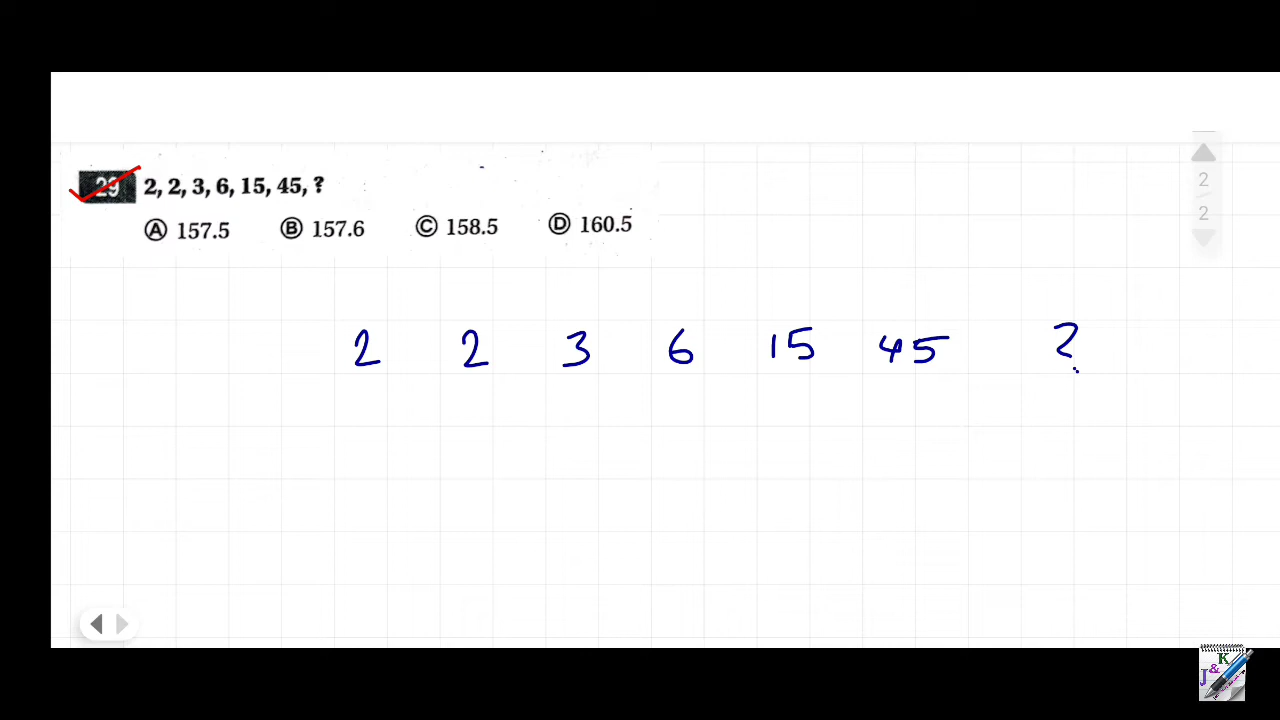 29 2, 2, 3, 6, 15, 45, ?
Ⓐ 157.5 Ⓑ 157.6 Ⓒ 158.5 Ⓓ 160.5
2 2 3 6 15 45 ?
2
2
J&K